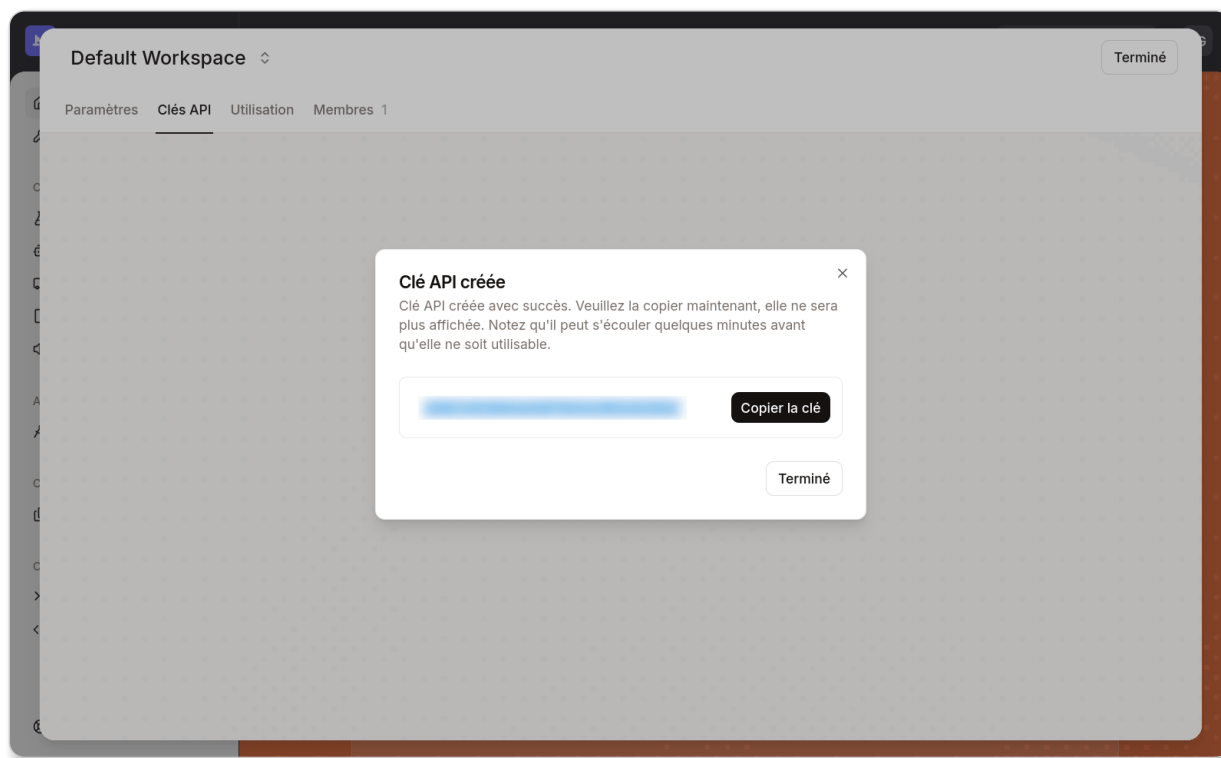 Default Workspace
Terminé
Paramètres Clés API Utilisation Membres 1
Clé API créée
Clé API créée avec succès. Veuillez la copier maintenant, elle ne sera
plus affichée. Notez qu'il peut s'écouler quelques minutes avant
qu'elle ne soit utilisable.
Copier la clé
Terminé